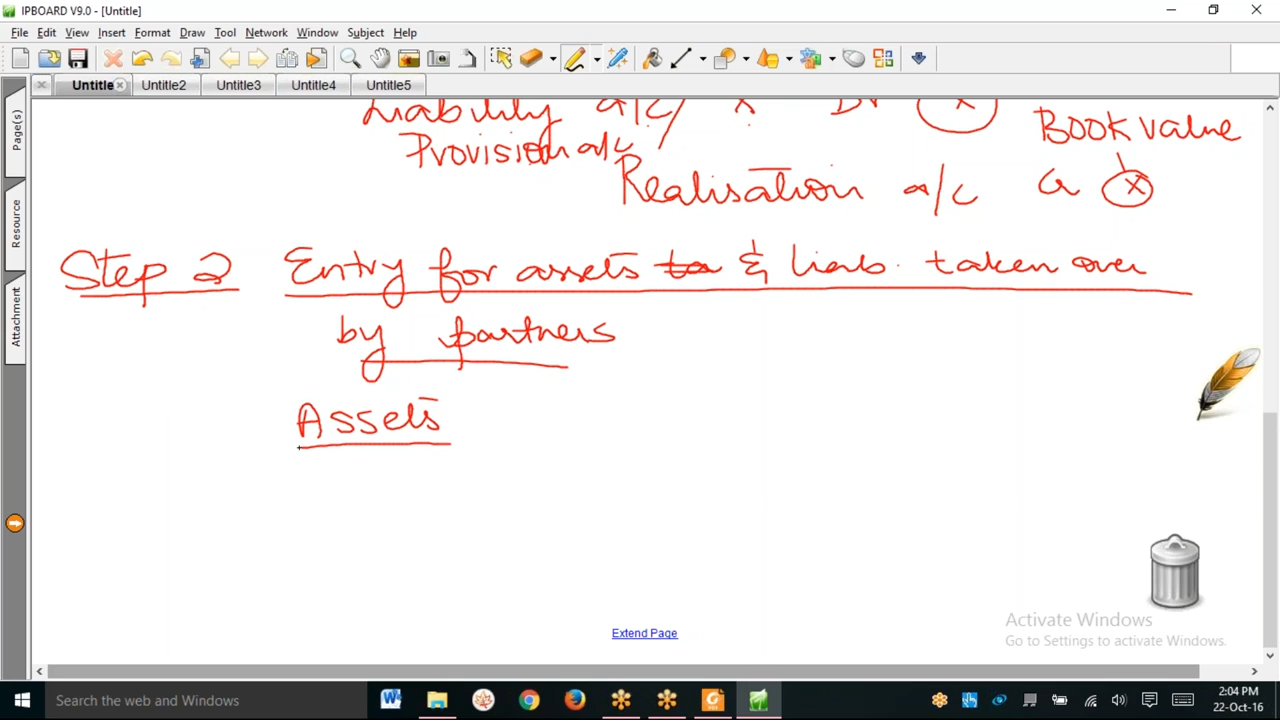 IPBOARD V9.0 - [Untitle]
File Edit View Insert Format Draw Tool Network Window Subject Help
Untitle Untitle2 Untitle3 Untitle4 Untitle5
Page(s)
Resource
Attachment
Liability a/c x Dr x
Provision a/c
Book value
Realisation a/c Cr x
Step 2 Entry for assets to & liab. taken over
by partners
Assets
Extend Page
Activate Windows
Go to Settings to activate Windows.
Search the web and Windows
2:04 PM
22-Oct-16